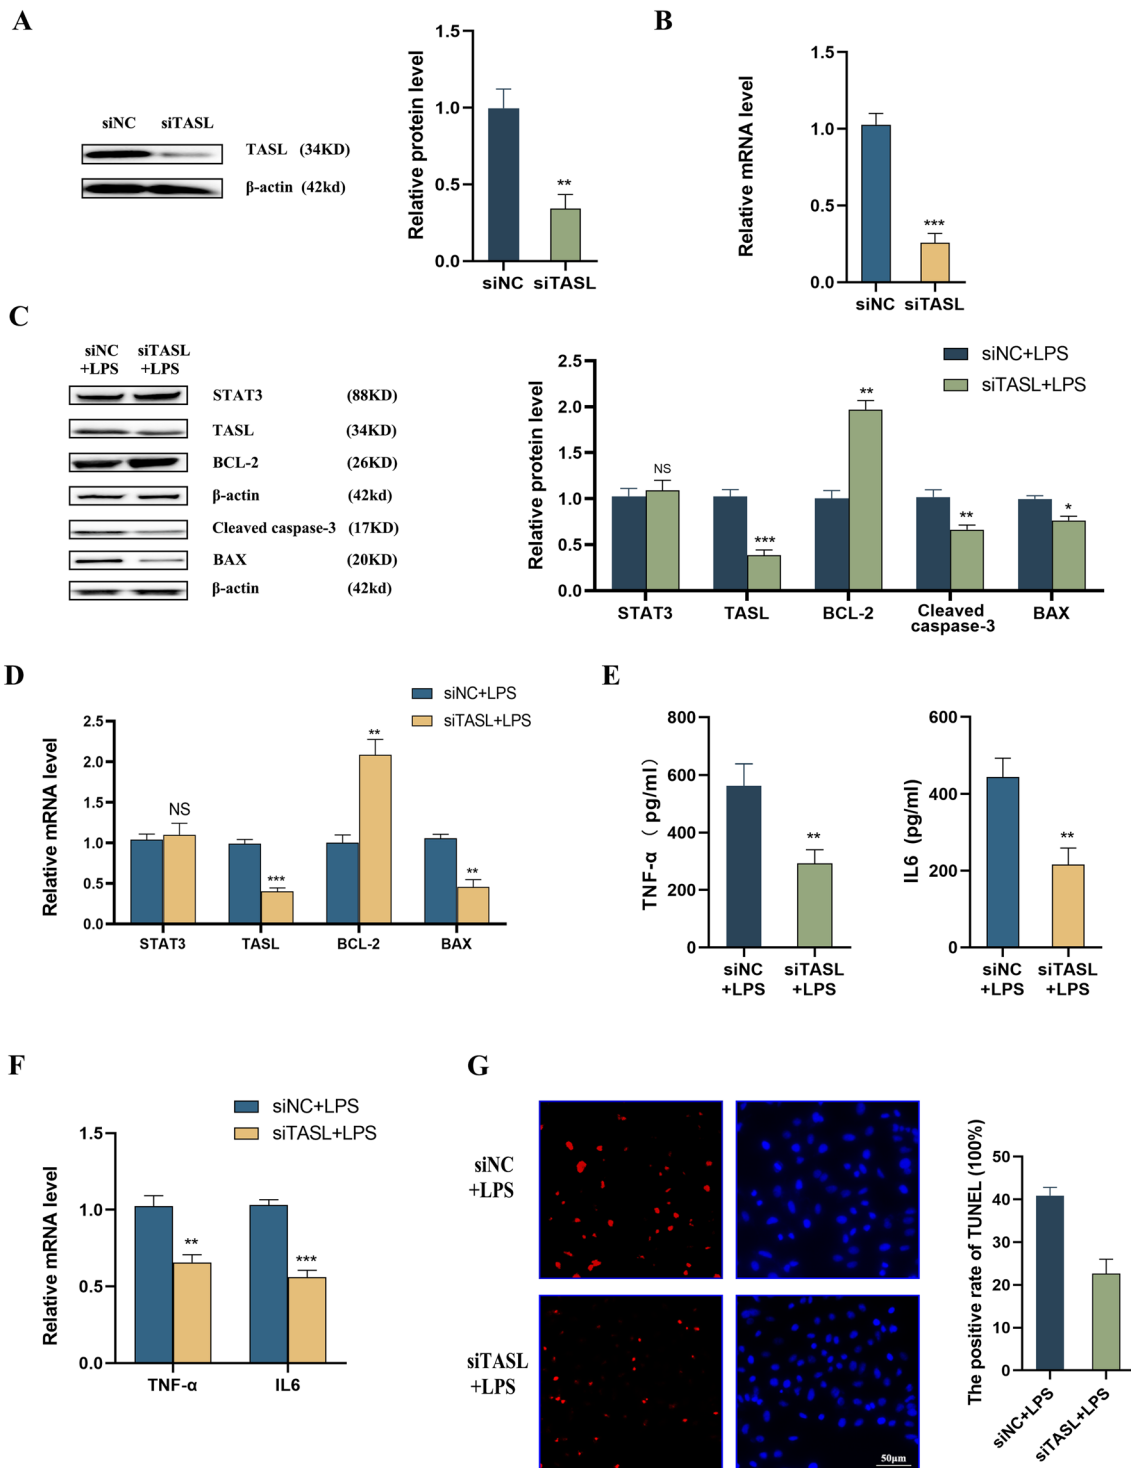 A
siNC siTASL
TASL (34KD)
β-actin (42kd)
Relative protein level
1.5
1.0
0.5
0.0
**
siNC siTASL
B
Relative mRNA level
1.5
1.0
0.5
0.0
***
siNC siTASL
C
siNC siTASL
+LPS +LPS
STAT3 (88KD)
TASL (34KD)
BCL-2 (26KD)
β-actin (42kd)
Cleaved caspase-3 (17KD)
BAX (20KD)
β-actin (42kd)
siNC+LPS
siTASL+LPS
Relative protein level
2.5
2.0
1.5
1.0
0.5
0.0
NS
***
**
**
*
STAT3 TASL BCL-2 Cleaved BAX
caspase-3
D
siNC+LPS
siTASL+LPS
Relative mRNA level
2.5
2.0
1.5
1.0
0.5
0.0
NS
***
**
**
STAT3 TASL BCL-2 BAX
E
TNF-α ( pg/ml)
800
600
400
200
0
**
siNC siTASL
+LPS +LPS
IL6 (pg/ml)
600
400
200
0
**
siNC siTASL
+LPS +LPS
F
siNC+LPS
siTASL+LPS
Relative mRNA level
1.5
1.0
0.5
0.0
**
***
TNF-α IL6
G
siNC
+LPS
siTASL
+LPS
50μm
The positive rate of TUNEL (100%)
50
40
30
20
10
0
siNC+LPS
siTASL+LPS